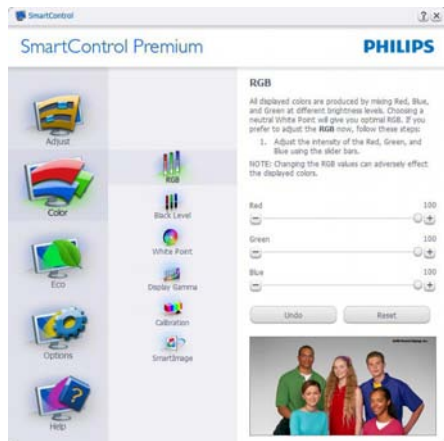 SmartControl
SmartControl Premium
PHILIPS
Adjust
Color
Eco
Options
Help
RGB
Black Level
White Point
Display Gamma
Calibration
SmartImage
RGB
All displayed colors are produced by mixing Red, Blue,
and Green at different brightness levels. Choosing a
neutral White Point will give you optimal RGB. If you
prefer to adjust the RGB now, follow these steps:
1. Adjust the intensity of the Red, Green, and
Blue using the slider bars.
NOTE: Changing the RGB values can adversely effect
the displayed colors.
Red 100
Green 100
Blue 100
Undo Reset